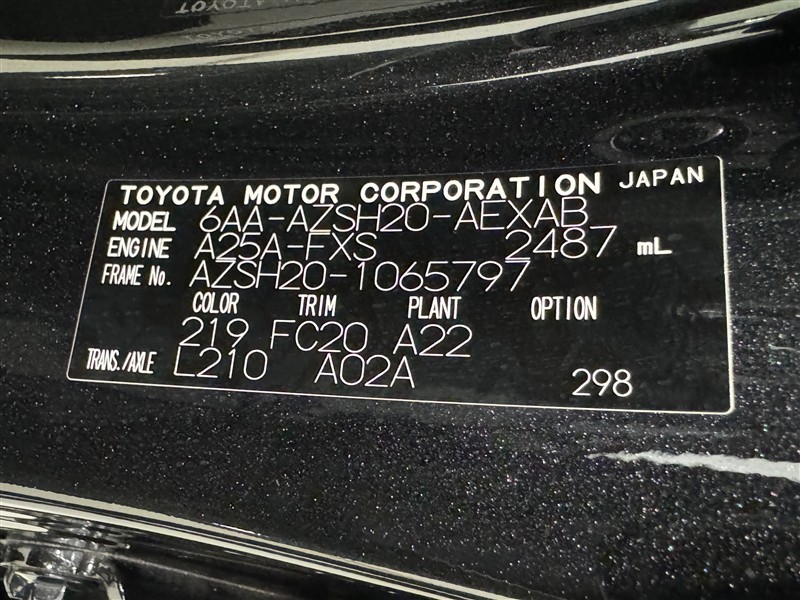 TOYOTA MOTOR CORPORATION JAPAN
MODEL 6AA-AZSH20-AEXAB
ENGINE A25A-FXS 2487 mL
FRAME No. AZSH20-1065797
COLOR TRIM PLANT OPTION
219 FC20 A22
TRANS./AXLE L210 A02A 298